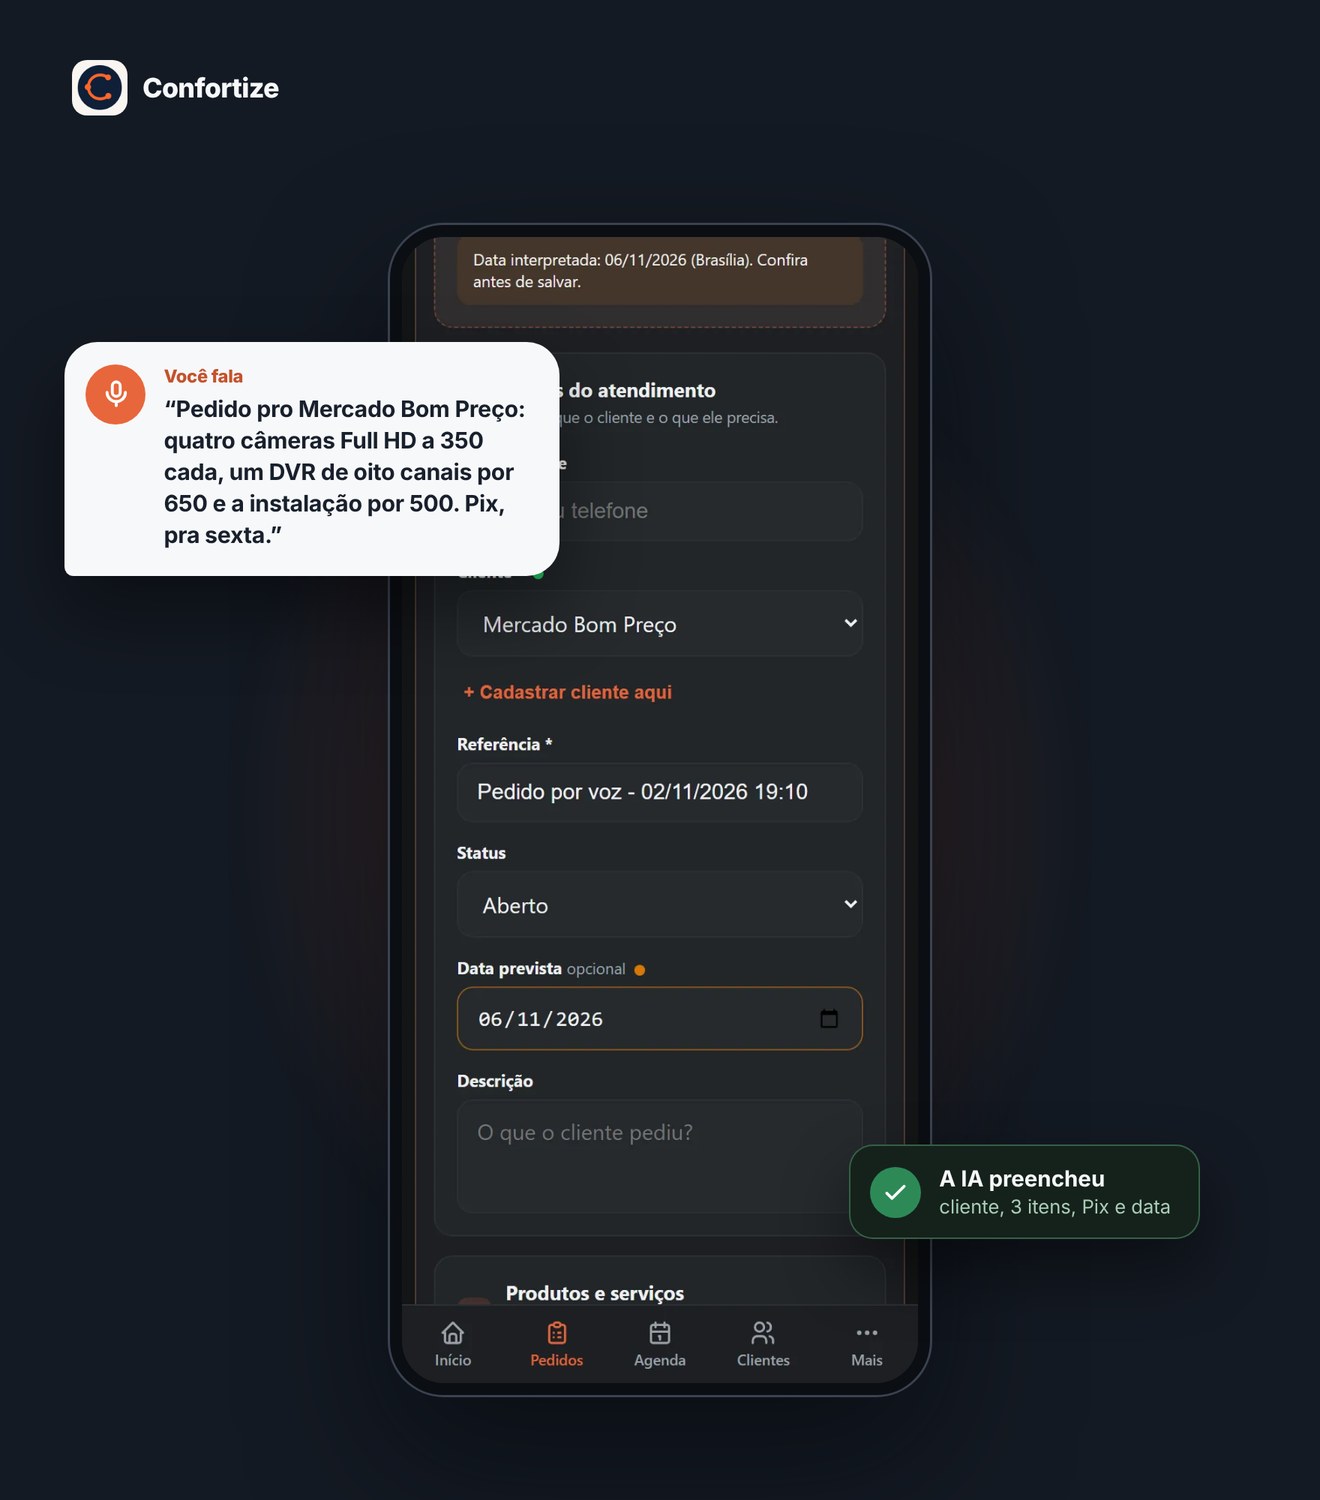 Confortize
Data interpretada: 06/11/2026 (Brasília). Confira
antes de salvar.
Você fala
“Pedido pro Mercado Bom Preço:
quatro câmeras Full HD a 350
cada, um DVR de oito canais por
650 e a instalação por 500. Pix,
pra sexta.”
do atendimento
que o cliente e o que ele precisa.
telefone
Mercado Bom Preço
+ Cadastrar cliente aqui
Referência *
Pedido por voz - 02/11/2026 19:10
Status
Aberto
Data prevista opcional
06/11/2026
Descrição
O que o cliente pediu?
A IA preencheu
cliente, 3 itens, Pix e data
Produtos e serviços
Início
Pedidos
Agenda
Clientes
Mais